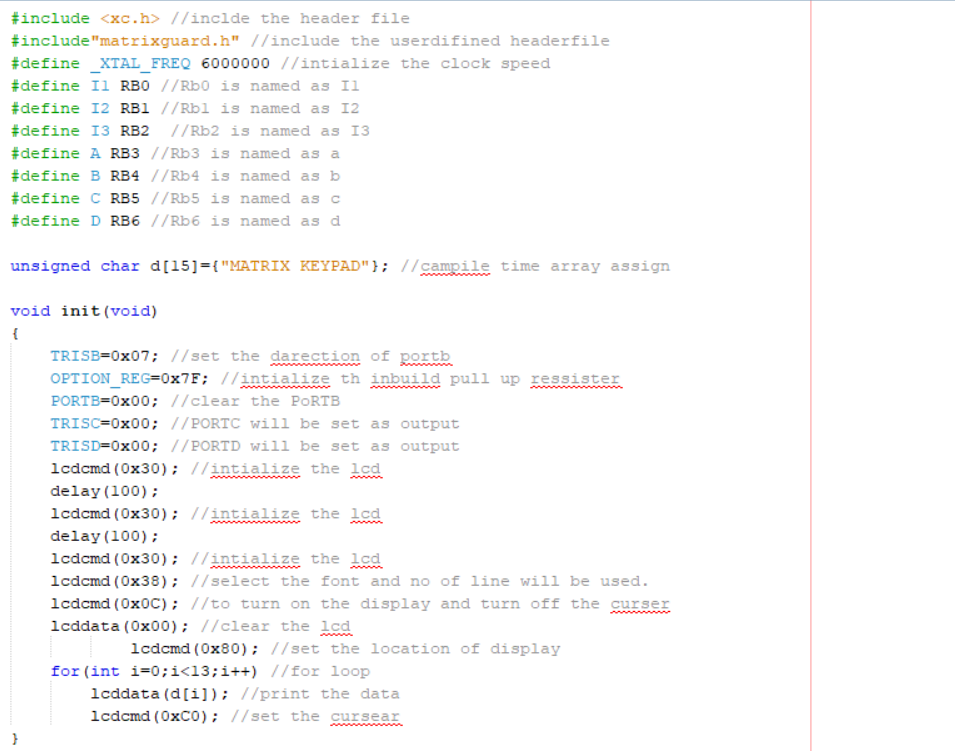 #include <xc.h> //inclde the header file
#include"matrixguard.h" //include the userdifined headerfile
#define _XTAL_FREQ 6000000 //intialize the clock speed
#define I1 RB0 //Rb0 is named as I1
#define I2 RB1 //Rb1 is named as I2
#define I3 RB2  //Rb2 is named as I3
#define A RB3 //Rb3 is named as a
#define B RB4 //Rb4 is named as b
#define C RB5 //Rb5 is named as c
#define D RB6 //Rb6 is named as d

unsigned char d[15]={"MATRIX KEYPAD"}; //campile time array assign

void init(void)
{
    TRISB=0x07; //set the darection of portb
    OPTION_REG=0x7F; //intialize th inbuild pull up ressister
    PORTB=0x00; //clear the PoRTB
    TRISC=0x00; //PORTC will be set as output
    TRISD=0x00; //PORTD will be set as output
    lcdcmd(0x30); //intialize the lcd
    delay(100);
    lcdcmd(0x30); //intialize the lcd
    delay(100);
    lcdcmd(0x30); //intialize the lcd
    lcdcmd(0x38); //select the font and no of line will be used.
    lcdcmd(0x0C); //to turn on the display and turn off the curser
    lcddata(0x00); //clear the lcd
            lcdcmd(0x80); //set the location of display
    for(int i=0;i<13;i++) //for loop
        lcddata(d[i]); //print the data
        lcdcmd(0xC0); //set the cursear
}